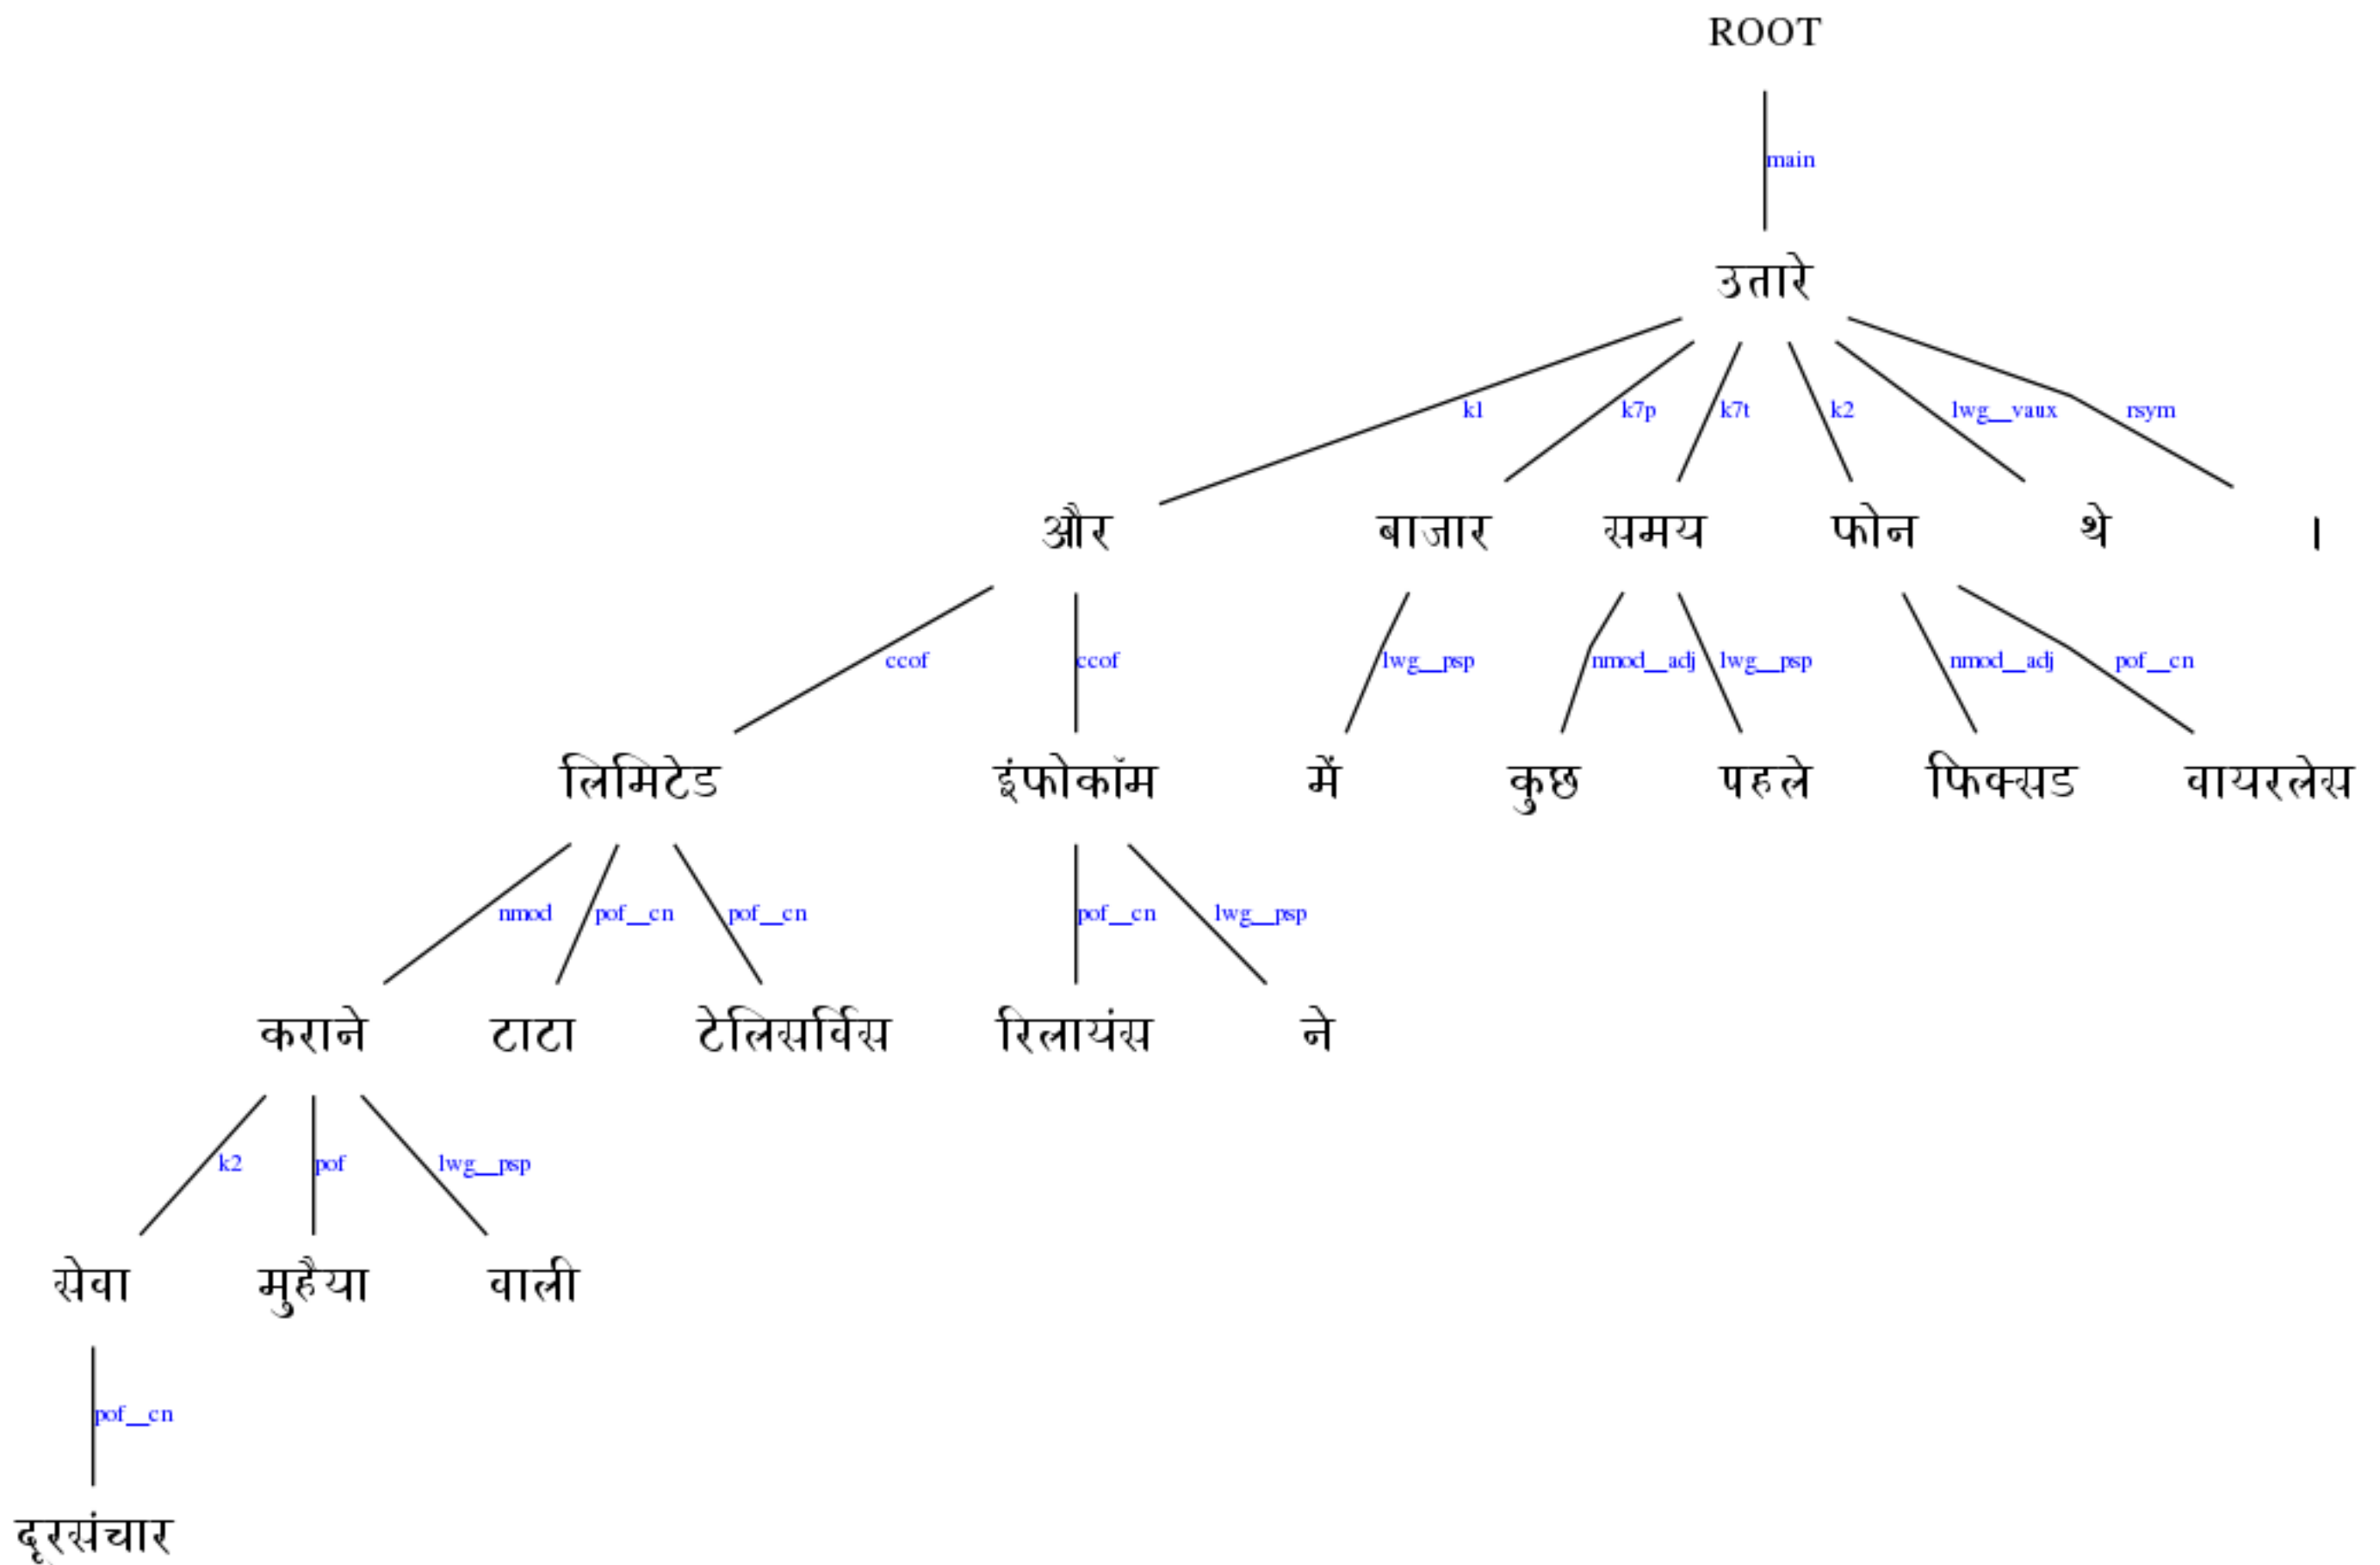 ROOT
main
उतारे
k1 k7p k7t k2 lwg__vaux rsym
और बाजार समय फोन थे ।
ccof ccof lwg__psp nmod__adj lwg__psp nmod__adj pof__cn
लिमिटेड इंफोकॉम में कुछ पहले फिक्सड वायरलेस
nmod pof__cn pof__cn pof__cn lwg__psp
कराने टाटा टेलिसर्विस रिलायंस ने
k2 pof lwg__psp
सेवा मुहैया वाली
pof__cn
दूरसंचार